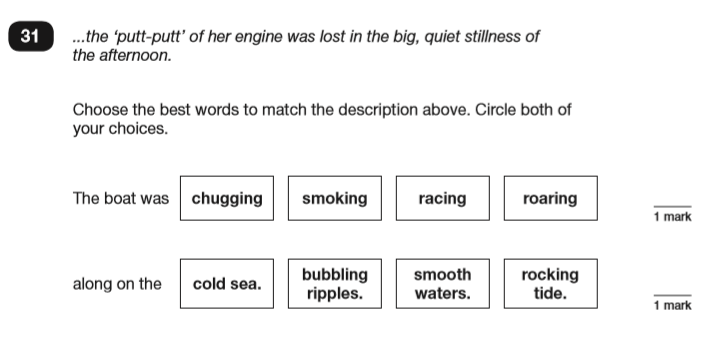 31
...the ‘putt-putt’ of her engine was lost in the big, quiet stillness of
the afternoon.
Choose the best words to match the description above. Circle both of
your choices.
The boat was chugging smoking racing roaring
1 mark
along on the cold sea. bubbling ripples. smooth waters. rocking tide.
1 mark